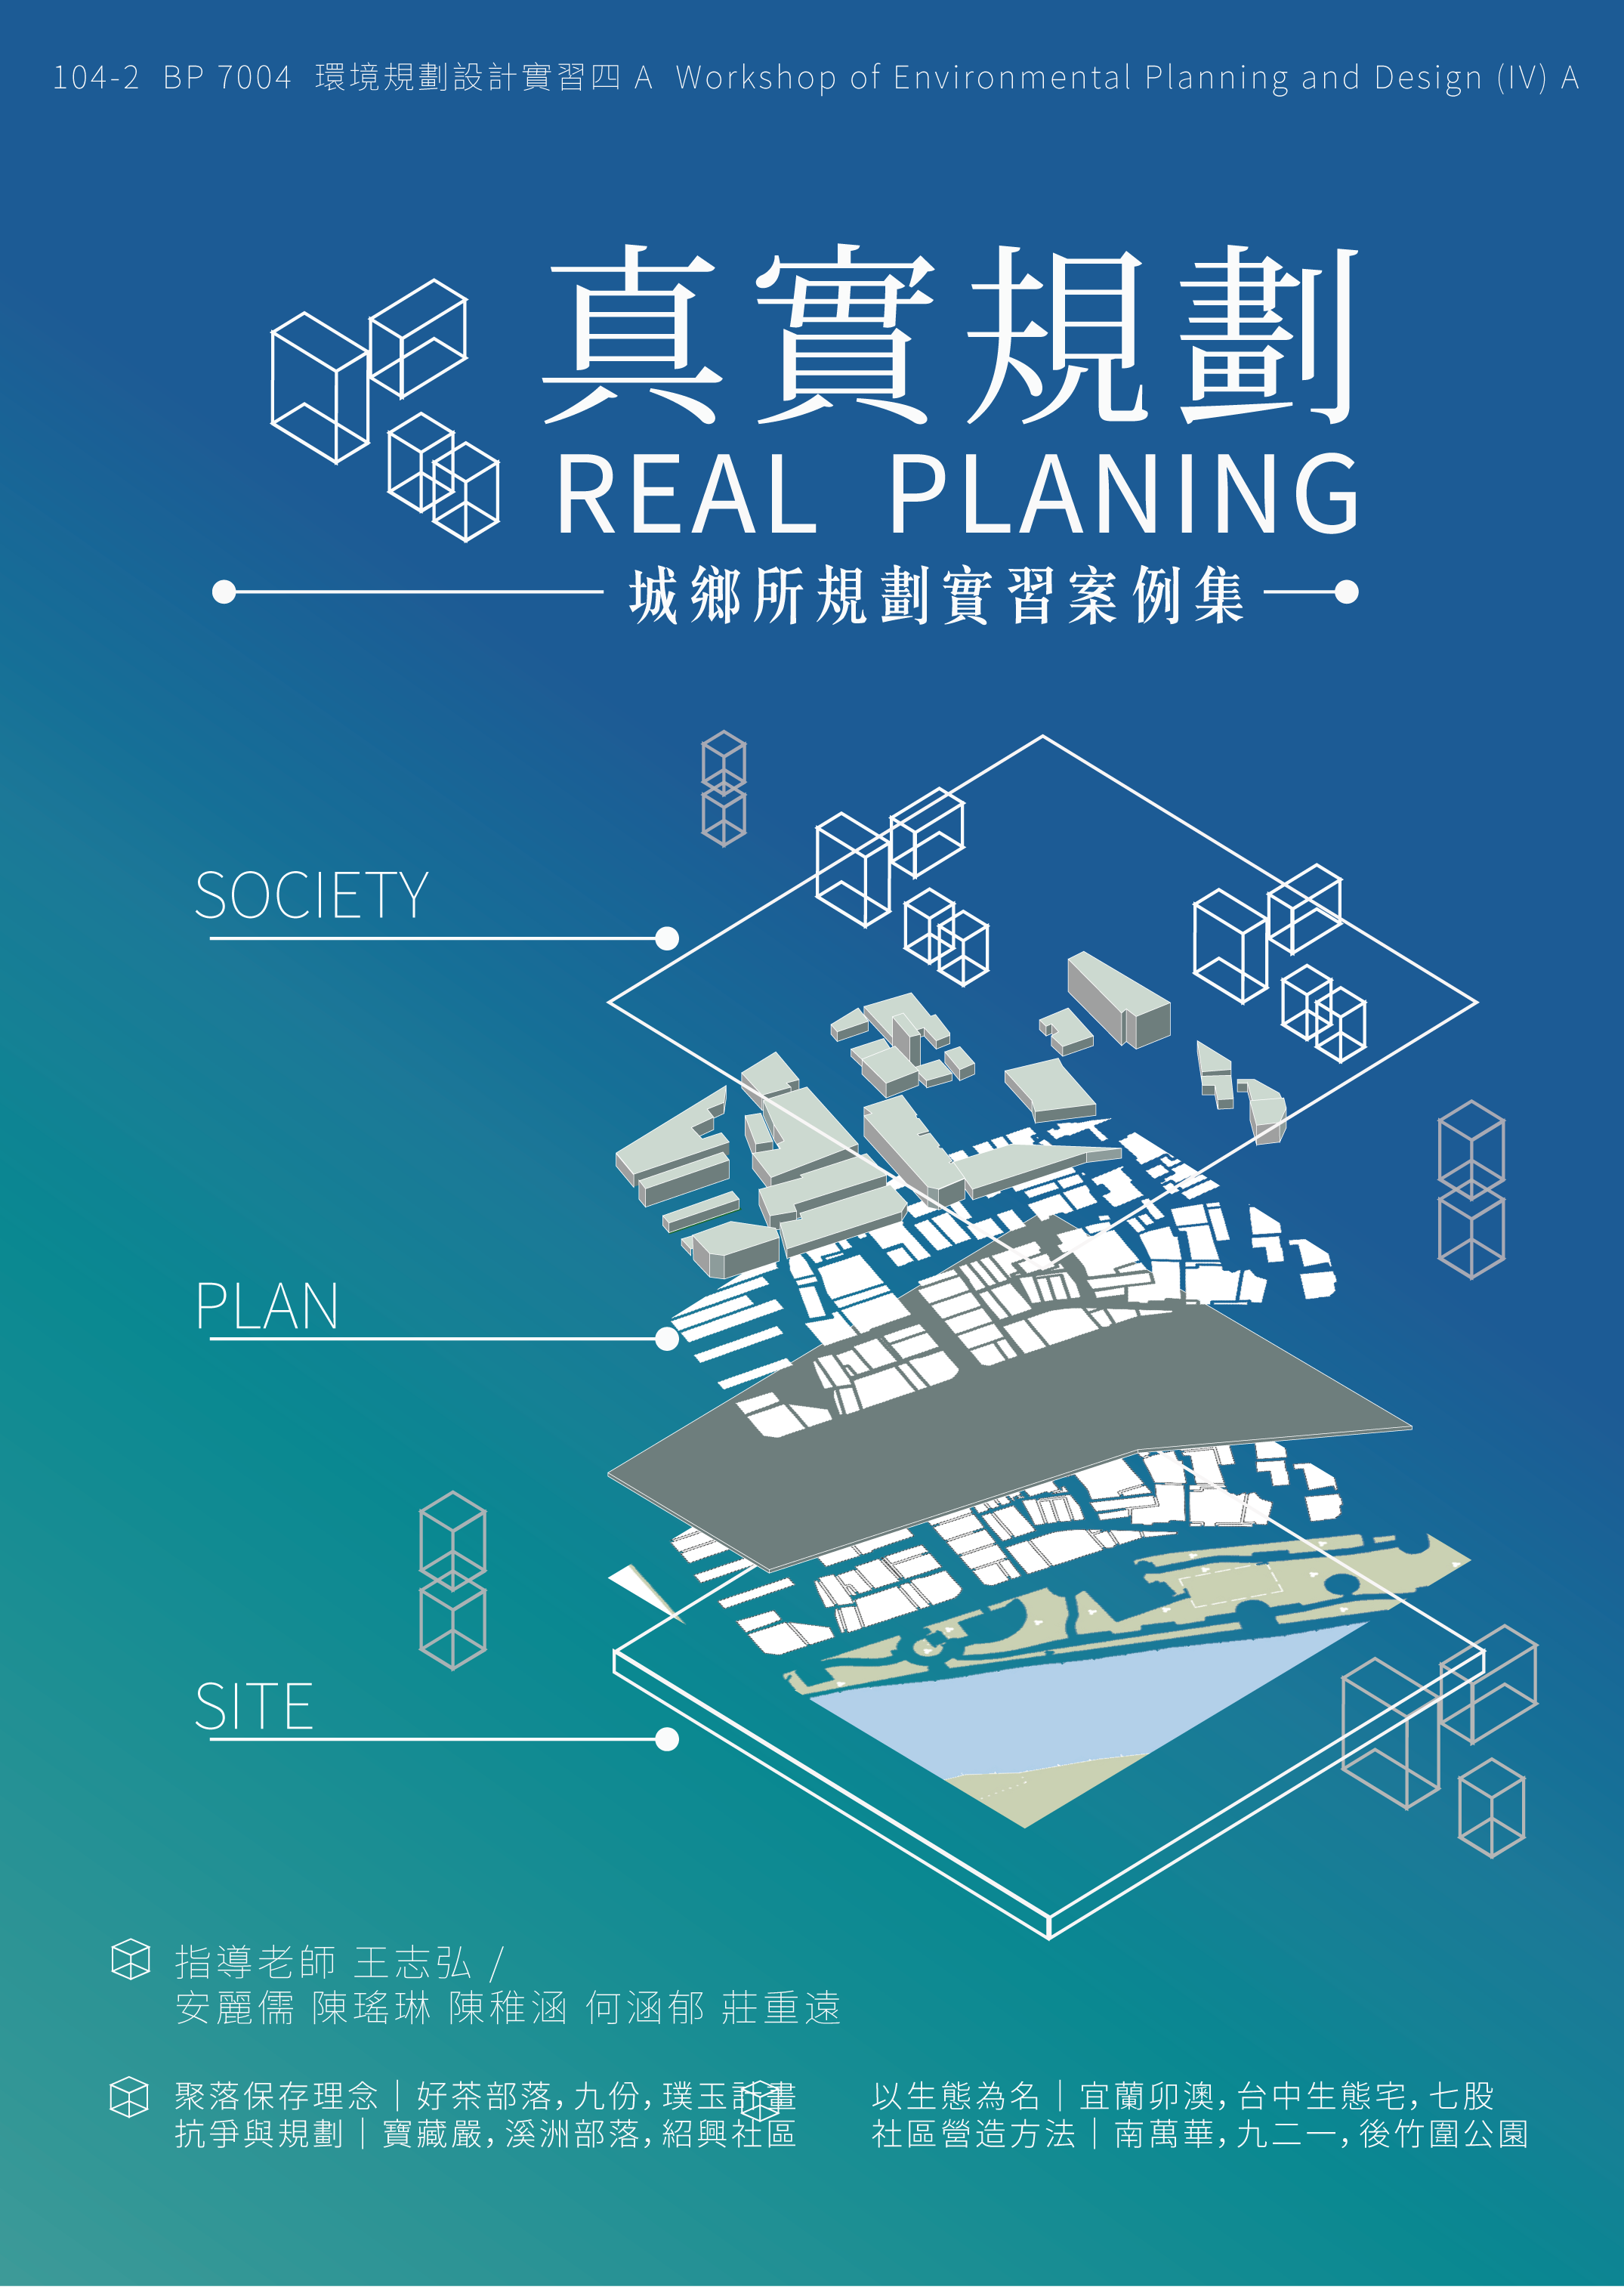 104-2 BP 7004 環境規劃設計實習四 A Workshop of Environmental Planning and Design (IV) A
真實規劃
REAL PLANING
城鄉所規劃實習案例集
SOCIETY
PLAN
SITE
指導老師 王志弘 /
安麗儒 陳瑤琳 陳稚涵 何涵郁 莊重遠
聚落保存理念｜好茶部落, 九份, 璞玉計畫
抗爭與規劃｜寶藏嚴, 溪洲部落, 紹興社區
以生態為名｜宜蘭卯澳, 台中生態宅, 七股
社區營造方法｜南萬華, 九二一, 後竹圍公園